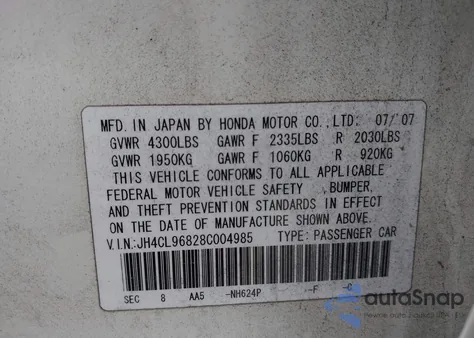 MFD. IN JAPAN BY HONDA MOTOR CO., LTD: 07/'07
GVWR 4300LBS GAWR F 2335LBS R 2030LBS
GVWR 1950KG GAWR F 1060KG R 920KG
THIS VEHICLE CONFORMS TO ALL APPLICABLE
FEDERAL MOTOR VEHICLE SAFETY , BUMPER,
AND THEFT PREVENTION STANDARDS IN EFFECT
ON THE DATE OF MANUFACTURE SHOWN ABOVE.
V.I.N:JH4CL96828C004985 TYPE: PASSENGER CAR
SEC 8 AA5 -NH624P --F -C
autoSnap